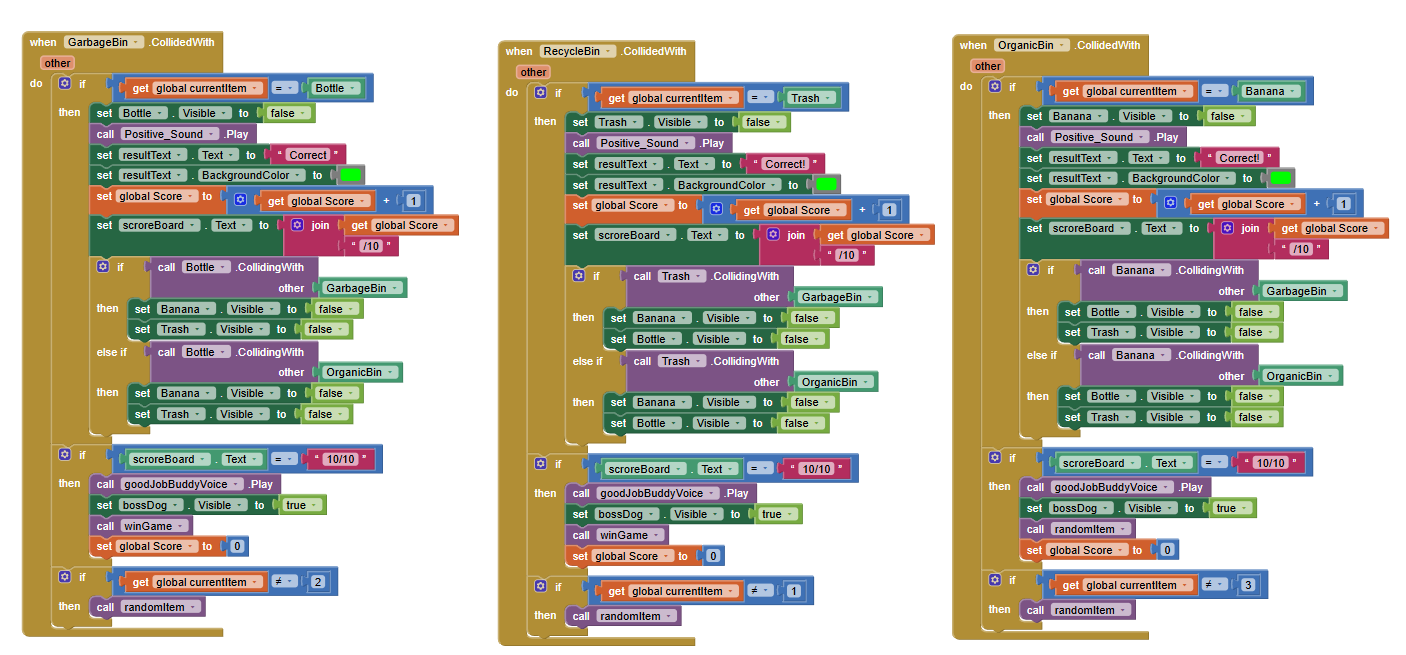 when GarbageBin .CollidedWith
other
do if get global currentItem = Bottle
then set Bottle . Visible to false
call Positive_Sound .Play
set resultText . Text to “ Correct ”
set resultText . BackgroundColor to
set global Score to get global Score + 1
set scroreBoard . Text to join get global Score
“ /10 ”
if call Bottle .CollidingWith
other GarbageBin
then set Banana . Visible to false
set Trash . Visible to false
else if call Bottle .CollidingWith
other OrganicBin
then set Banana . Visible to false
set Trash . Visible to false
if scroreBoard . Text = “ 10/10 ”
then call goodJobBuddyVoice .Play
set bossDog . Visible to true
call winGame
set global Score to 0
if get global currentItem ≠ 2
then call randomItem
when RecycleBin .CollidedWith
other
do if get global currentItem = Trash
then set Trash . Visible to false
call Positive_Sound .Play
set resultText . Text to “ Correct! ”
set resultText . BackgroundColor to
set global Score to get global Score + 1
set scroreBoard . Text to join get global Score
“ /10 ”
if call Trash .CollidingWith
other GarbageBin
then set Banana . Visible to false
set Bottle . Visible to false
else if call Trash .CollidingWith
other OrganicBin
then set Banana . Visible to false
set Bottle . Visible to false
if scroreBoard . Text = “ 10/10 ”
then call goodJobBuddyVoice .Play
set bossDog . Visible to true
call winGame
set global Score to 0
if get global currentItem ≠ 1
then call randomItem
when OrganicBin .CollidedWith
other
do if get global currentItem = Banana
then set Banana . Visible to false
call Positive_Sound .Play
set resultText . Text to “ Correct! ”
set resultText . BackgroundColor to
set global Score to get global Score + 1
set scroreBoard . Text to join get global Score
“ /10 ”
if call Banana .CollidingWith
other GarbageBin
then set Bottle . Visible to false
set Trash . Visible to false
else if call Banana .CollidingWith
other OrganicBin
then set Bottle . Visible to false
set Trash . Visible to false
if scroreBoard . Text = “ 10/10 ”
then call goodJobBuddyVoice .Play
set bossDog . Visible to true
call randomItem
set global Score to 0
if get global currentItem ≠ 3
then call randomItem